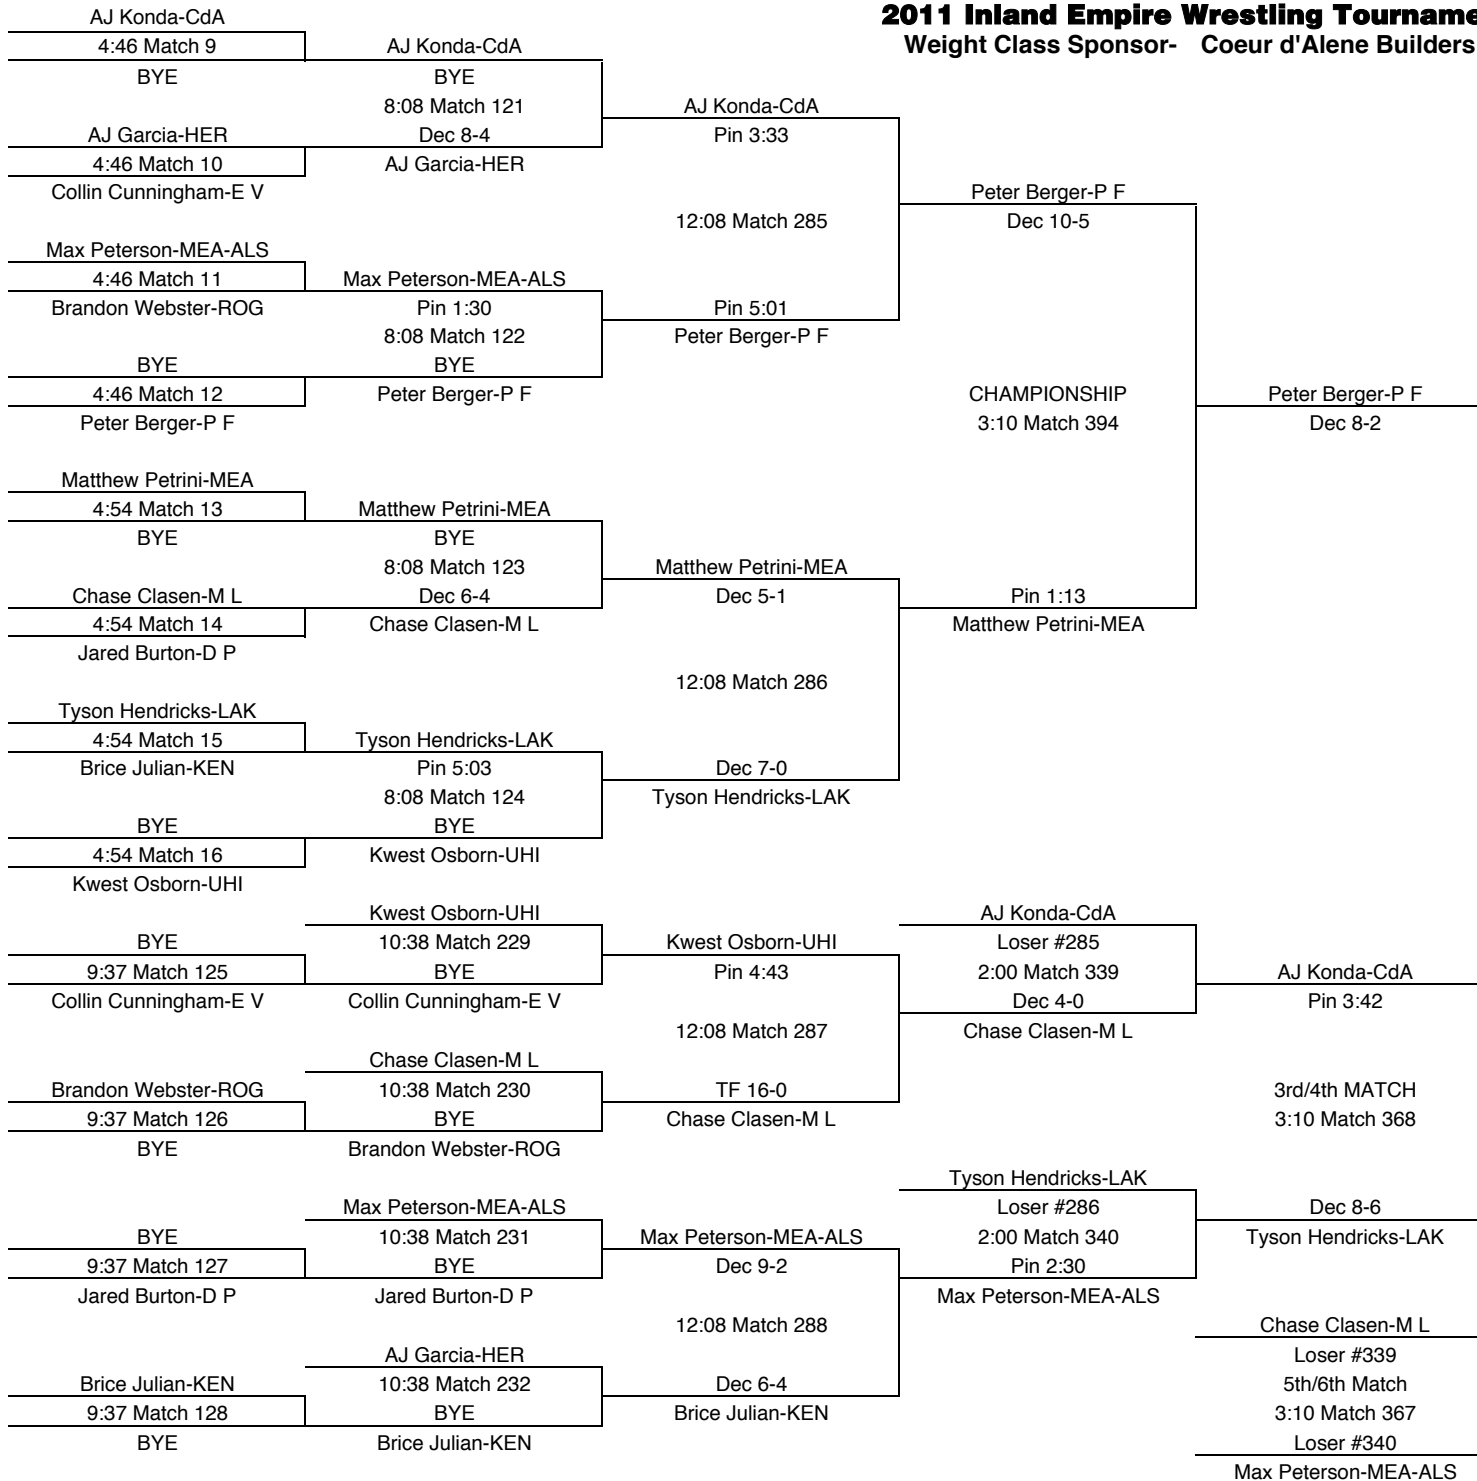 2011 Inland Empire Wrestling Tourname
Weight Class Sponsor- Coeur d'Alene Builders
AJ Konda-CdA
4:46 Match 9
BYE
AJ Garcia-HER
4:46 Match 10
Collin Cunningham-E V
Max Peterson-MEA-ALS
4:46 Match 11
Brandon Webster-ROG
BYE
4:46 Match 12
Peter Berger-P F
Matthew Petrini-MEA
4:54 Match 13
BYE
Chase Clasen-M L
4:54 Match 14
Jared Burton-D P
Tyson Hendricks-LAK
4:54 Match 15
Brice Julian-KEN
BYE
4:54 Match 16
Kwest Osborn-UHI
BYE
9:37 Match 125
Collin Cunningham-E V
Brandon Webster-ROG
9:37 Match 126
BYE
BYE
9:37 Match 127
Jared Burton-D P
Brice Julian-KEN
9:37 Match 128
BYE
AJ Konda-CdA
BYE
8:08 Match 121
Dec 8-4
AJ Garcia-HER
Max Peterson-MEA-ALS
Pin 1:30
8:08 Match 122
BYE
Peter Berger-P F
Matthew Petrini-MEA
BYE
8:08 Match 123
Dec 6-4
Chase Clasen-M L
Tyson Hendricks-LAK
Pin 5:03
8:08 Match 124
BYE
Kwest Osborn-UHI
Kwest Osborn-UHI
10:38 Match 229
BYE
Collin Cunningham-E V
Chase Clasen-M L
10:38 Match 230
BYE
Brandon Webster-ROG
Max Peterson-MEA-ALS
10:38 Match 231
BYE
Jared Burton-D P
AJ Garcia-HER
10:38 Match 232
BYE
Brice Julian-KEN
AJ Konda-CdA
Pin 3:33
12:08 Match 285
Pin 5:01
Peter Berger-P F
Matthew Petrini-MEA
Dec 5-1
12:08 Match 286
Dec 7-0
Tyson Hendricks-LAK
Kwest Osborn-UHI
Pin 4:43
12:08 Match 287
TF 16-0
Chase Clasen-M L
Max Peterson-MEA-ALS
Dec 9-2
12:08 Match 288
Dec 6-4
Brice Julian-KEN
Peter Berger-P F
Dec 10-5
CHAMPIONSHIP
3:10 Match 394
Pin 1:13
Matthew Petrini-MEA
AJ Konda-CdA
Loser #285
2:00 Match 339
Dec 4-0
Chase Clasen-M L
Tyson Hendricks-LAK
Loser #286
2:00 Match 340
Pin 2:30
Max Peterson-MEA-ALS
Peter Berger-P F
Dec 8-2
AJ Konda-CdA
Pin 3:42
3rd/4th MATCH
3:10 Match 368
Dec 8-6
Tyson Hendricks-LAK
Chase Clasen-M L
Loser #339
5th/6th Match
3:10 Match 367
Loser #340
Max Peterson-MEA-ALS